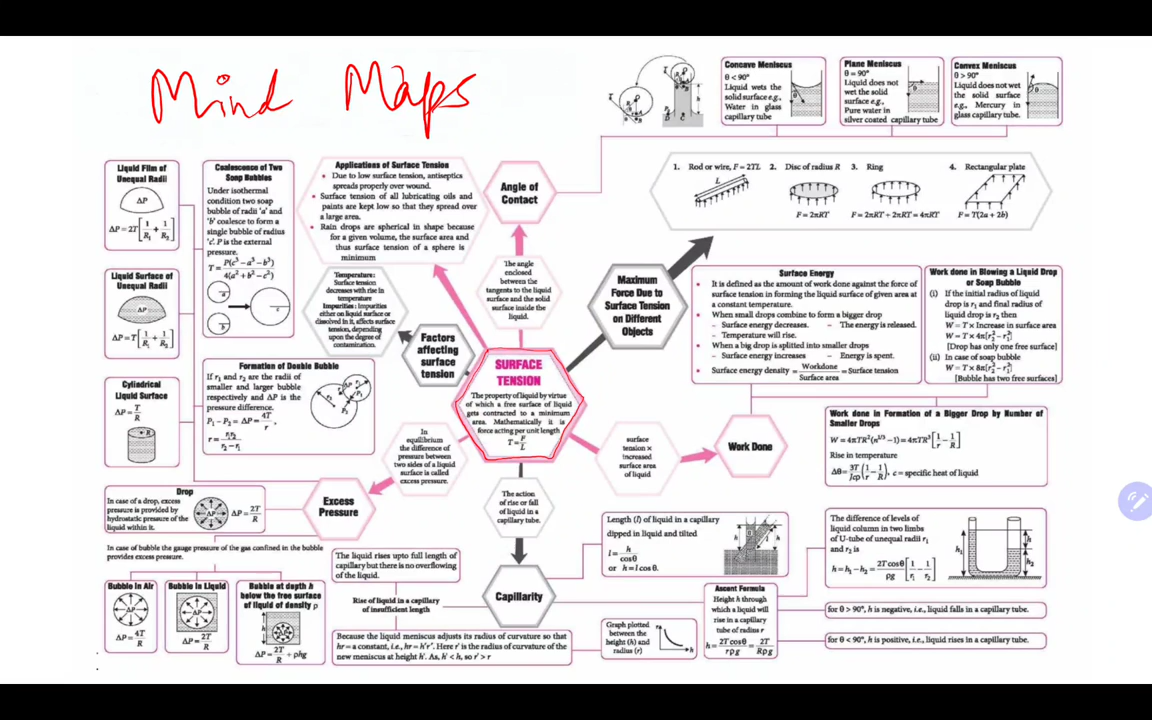 Mind Maps
Concave Meniscus
θ < 90°
Liquid wets the
solid surface e.g.,
Water in glass
capillary tube
Plane Meniscus
θ = 90°
Liquid does not
wet the solid
surface e.g.,
Pure water in
silver coated capillary tube
Convex Meniscus
θ > 90°
Liquid does not wet
the solid surface
e.g., Mercury in
glass capillary tube.
Liquid Film of
Unequal Radii
ΔP
ΔP = 2T[1/R₁ + 1/R₂]
Liquid Surface of
Unequal Radii
ΔP
ΔP = T[1/R₁ + 1/R₂]
Cylindrical
Liquid Surface
ΔP = T/R
R
Coalescence of Two
Soap Bubbles
Under isothermal
condition two soap
bubble of radii 'a' and
'b' coalesce to form a
single bubble of radius
'c'. P is the external
pressure.
T = P(c³ – a³ – b³)/4(a² + b² – c²)
a
b
c
Applications of Surface Tension
• Due to low surface tension, antiseptics
spreads properly over wound.
• Surface tension of all lubricating oils and
paints are kept low so that they spread over
a large area.
• Rain drops are spherical in shape because
for a given volume, the surface area and
thus surface tension of a sphere is
minimum
Temperature :
Surface tension
decreases with rise in
temperature
Impurities : Impurities
either on liquid surface or
dissolved in it, affects surface
tension, depending
upon the degree of
contamination.
Factors
affecting
surface
tension
Angle of
Contact
The angle
enclosed
between the
tangents to the
liquid surface and the solid
surface inside the
liquid.
1. Rod or wire, F = 2TL
L
2. Disc of radius R
F = 2πRT
3. Ring
F = 2πRT + 2πRT = 4πRT
4. Rectangular plate
F = T(2a + 2b)
Maximum
Force Due to
Surface Tension
on Different
Objects
SURFACE
TENSION
The property of liquid by virtue
of which a free surface of liquid
gets contracted to a minimum
area. Mathematically it is
force acting per unit length
T = F/L
Surface Energy
• It is defined as the amount of work done against the force of
surface tension in forming the liquid surface of given area at
a constant temperature.
• When small drops combine to form a bigger drop
– Surface energy decreases. – The energy is released.
– Temperature will rise.
• When a big drop is splitted into smaller drops
– Surface energy increases – Energy is spent.
• Surface energy density = Workdone/Surface area = Surface tension
Work done in Blowing a Liquid Drop
or Soap Bubble
(i) If the initial radius of liquid
drop is r₁ and final radius of
liquid drop is r₂ then
W = T × Increase in surface area
W = T × 4π[r₂² – r₁²]
[Drop has only one free surface]
(ii) In case of soap bubble
W = T × 8π[r₂² – r₁²]
[Bubble has two free surfaces]
Formation of Double Bubble
If r₁ and r₂ are the radii of
smaller and larger bubble
respectively and ΔP is the
pressure difference.
P₁ – P₂ = ΔP = 4T/r ,
r = r₁r₂/r₂ – r₁
In
equilibrium
the difference of
pressure between
two sides of a liquid
surface is called
excess pressure.
surface
tension ×
increased
surface area
of liquid
Work Done
Work done in Formation of a Bigger Drop by Number of
Smaller Drops
W = 4πTR²(n^1/3 – 1) = 4πTR³[1/r – 1/R]
Rise in temperature
Δθ = 3T/Jcρ(1/r – 1/R), c = specific heat of liquid
Drop
In case of a drop, excess
pressure is provided by
hydrostatic pressure of the
liquid within it.
ΔP
ΔP = 2T/R
Excess
Pressure
The action
of rise or fall
of liquid in a
capillary tube.
In case of bubble the gauge pressure of the gas confined in the bubble
provides excess pressure.
Bubble in Air
ΔP
ΔP = 4T/R
Bubble in Liquid
ΔP
ΔP = 2T/R
Bubble at depth h
below the free surface
of liquid of density ρ
h
ΔP
ΔP = 2T/R + ρhg
The liquid rises upto full length of
capillary but there is no overflowing
of the liquid.
Rise of liquid in a capillary
of insufficient length
Because the liquid meniscus adjusts its radius of curvature so that
hr = a constant, i.e., hr = h'r'. Here r' is the radius of curvature of the
new meniscus at height h'. As, h' < h, so r' > r
Capillarity
Length (l) of liquid in a capillary
dipped in liquid and tilted
l = h/cosθ
or h = l cosθ.
Graph plotted
between the
height (h) and
radius (r)
r
h
Ascent Formula
Height h through
which a liquid will
rise in a capillary
tube of radius r
h = 2T cosθ/rρg = 2T/Rρg
The difference of levels of
liquid column in two limbs
of U-tube of unequal radii r₁
and r₂ is
h = h₁ – h₂ = 2T cosθ/ρg [1/r₁ – 1/r₂]
h₁
h₂
for θ > 90°, h is negative, i.e., liquid falls in a capillary tube.
for θ < 90°, h is positive, i.e., liquid rises in a capillary tube.